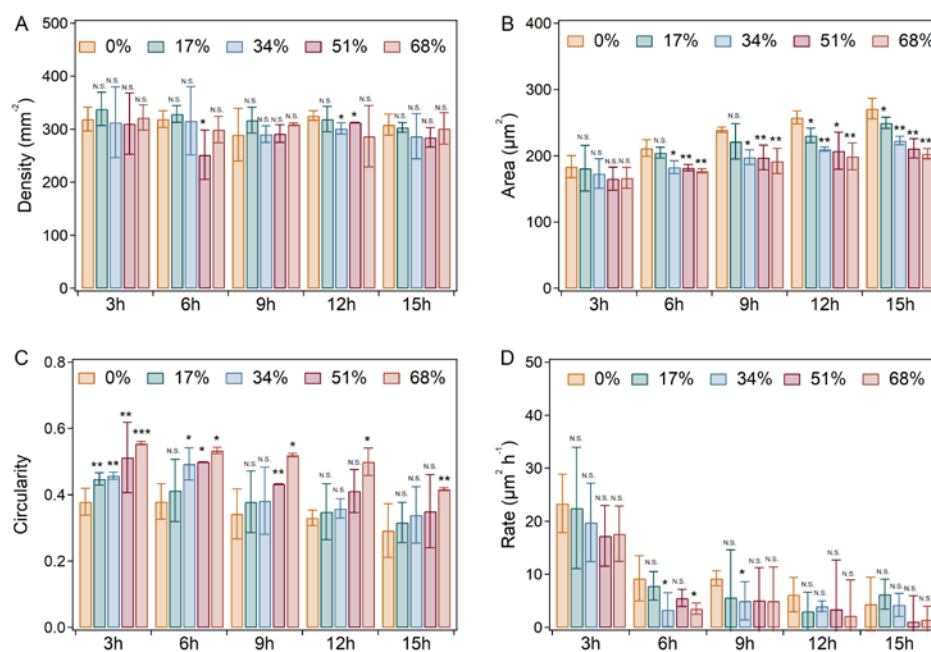 A
500
400
300
200
100
0
Density (mm⁻²)
0% 17% 34% 51% 68%
N.S. N.S. N.S. N.S.
N.S. N.S. * N.S.
N.S. N.S. N.S. N.S.
N.S. * * N.S.
N.S. N.S. N.S. N.S.
3h 6h 9h 12h 15h
B
400
300
200
100
0
Area (μm²)
0% 17% 34% 51% 68%
N.S. N.S. N.S. N.S.
N.S. * ** **
N.S. * ** **
* ** * **
* ** ** **
3h 6h 9h 12h 15h
C
0.8
0.6
0.4
0.2
0.0
Circularity
0% 17% 34% 51% 68%
** ** ** ***
N.S. * * *
N.S. N.S. ** *
N.S. N.S. N.S. *
N.S. N.S. N.S. **
3h 6h 9h 12h 15h
D
50
40
30
20
10
0
Rate (μm² h⁻¹)
0% 17% 34% 51% 68%
N.S. N.S. N.S. N.S.
N.S. * N.S. *
N.S. * N.S. N.S.
N.S. N.S. N.S. N.S.
N.S. N.S. N.S. N.S.
3h 6h 9h 12h 15h